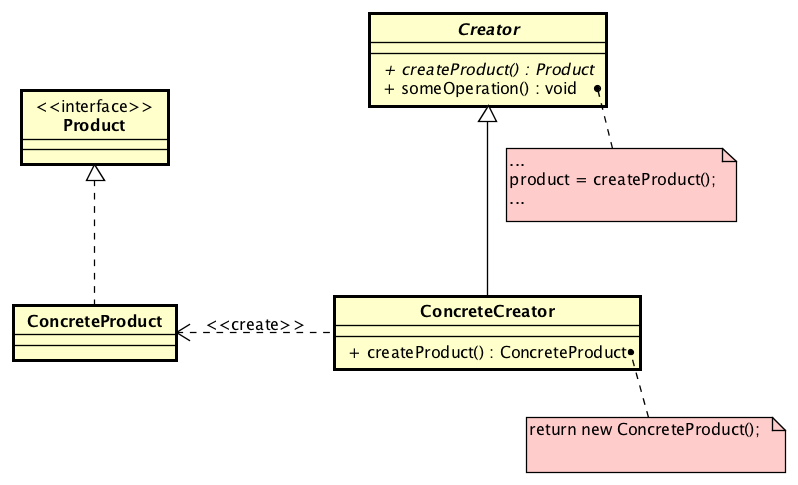 Creator
+ createProduct() : Product
+ someOperation() : void
<<interface>>
Product
...
product = createProduct();
...
ConcreteProduct
<<create>>
ConcreteCreator
+ createProduct() : ConcreteProduct
return new ConcreteProduct();